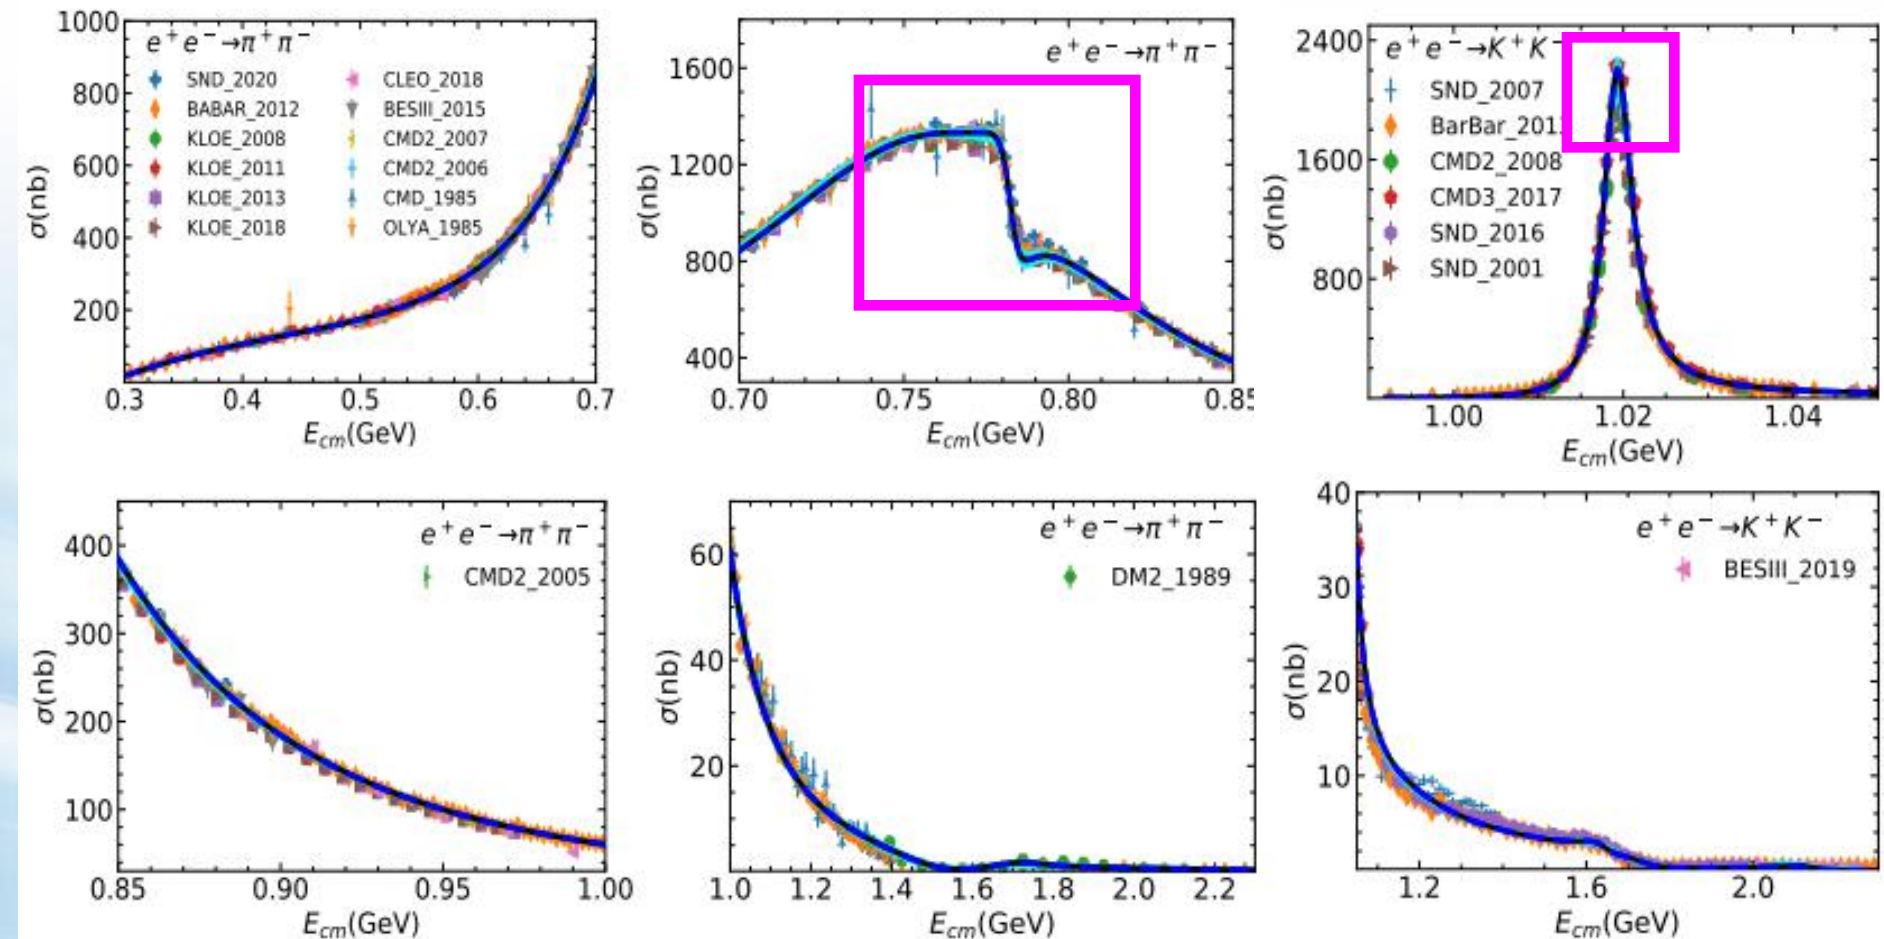 e⁺e⁻→π⁺π⁻
SND_2020
BABAR_2012
KLOE_2008
KLOE_2011
KLOE_2013
KLOE_2018
CLEO_2018
BESIII_2015
CMD2_2007
CMD2_2006
CMD_1985
OLYA_1985
1000
800
600
400
200
0.3 0.4 0.5 0.6 0.7
σ(nb)
E_cm(GeV)
e⁺e⁻→π⁺π⁻
1600
1200
800
400
0.70 0.75 0.80 0.85
σ(nb)
E_cm(GeV)
e⁺e⁻→K⁺K
SND_2007
BarBar_201
CMD2_2008
CMD3_2017
SND_2016
SND_2001
2400
1600
800
1.00 1.02 1.04
σ(nb)
E_cm(GeV)
e⁺e⁻→π⁺π⁻
CMD2_2005
400
300
200
100
0.85 0.90 0.95 1.00
σ(nb)
E_cm(GeV)
e⁺e⁻→π⁺π⁻
DM2_1989
60
40
20
1.0 1.2 1.4 1.6 1.8 2.0 2.2
σ(nb)
E_cm(GeV)
e⁺e⁻→K⁺K⁻
BESIII_2019
40
30
20
10
1.2 1.6 2.0
σ(nb)
E_cm(GeV)